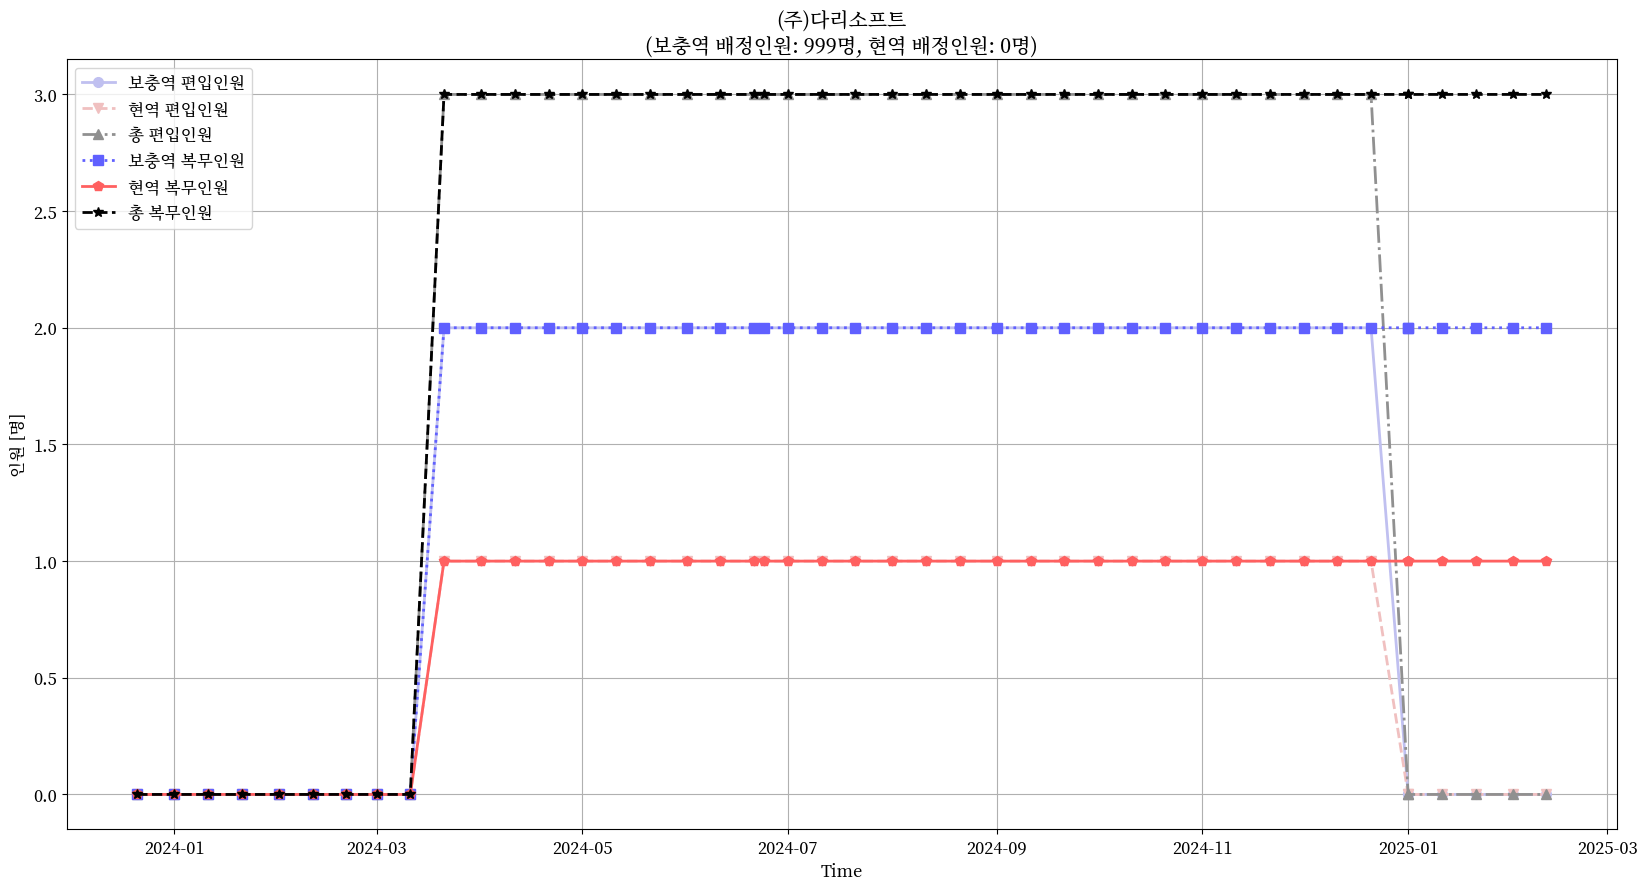 (주)다리소프트
(보충역 배정인원: 999명, 현역 배정인원: 0명)
보충역 편입인원
현역 편입인원
총 편입인원
보충역 복무인원
현역 복무인원
총 복무인원
인원 [명]
3.0
2.5
2.0
1.5
1.0
0.5
0.0
2024-01
2024-03
2024-05
2024-07
2024-09
2024-11
2025-01
2025-03
Time